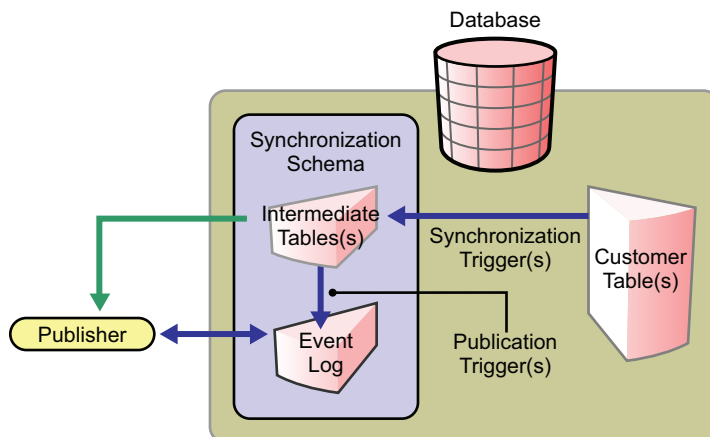 Database
Synchronization
Schema
Intermediate
Tables(s)
Synchronization
Trigger(s)
Customer
Table(s)
Publisher
Event
Log
Publication
Trigger(s)